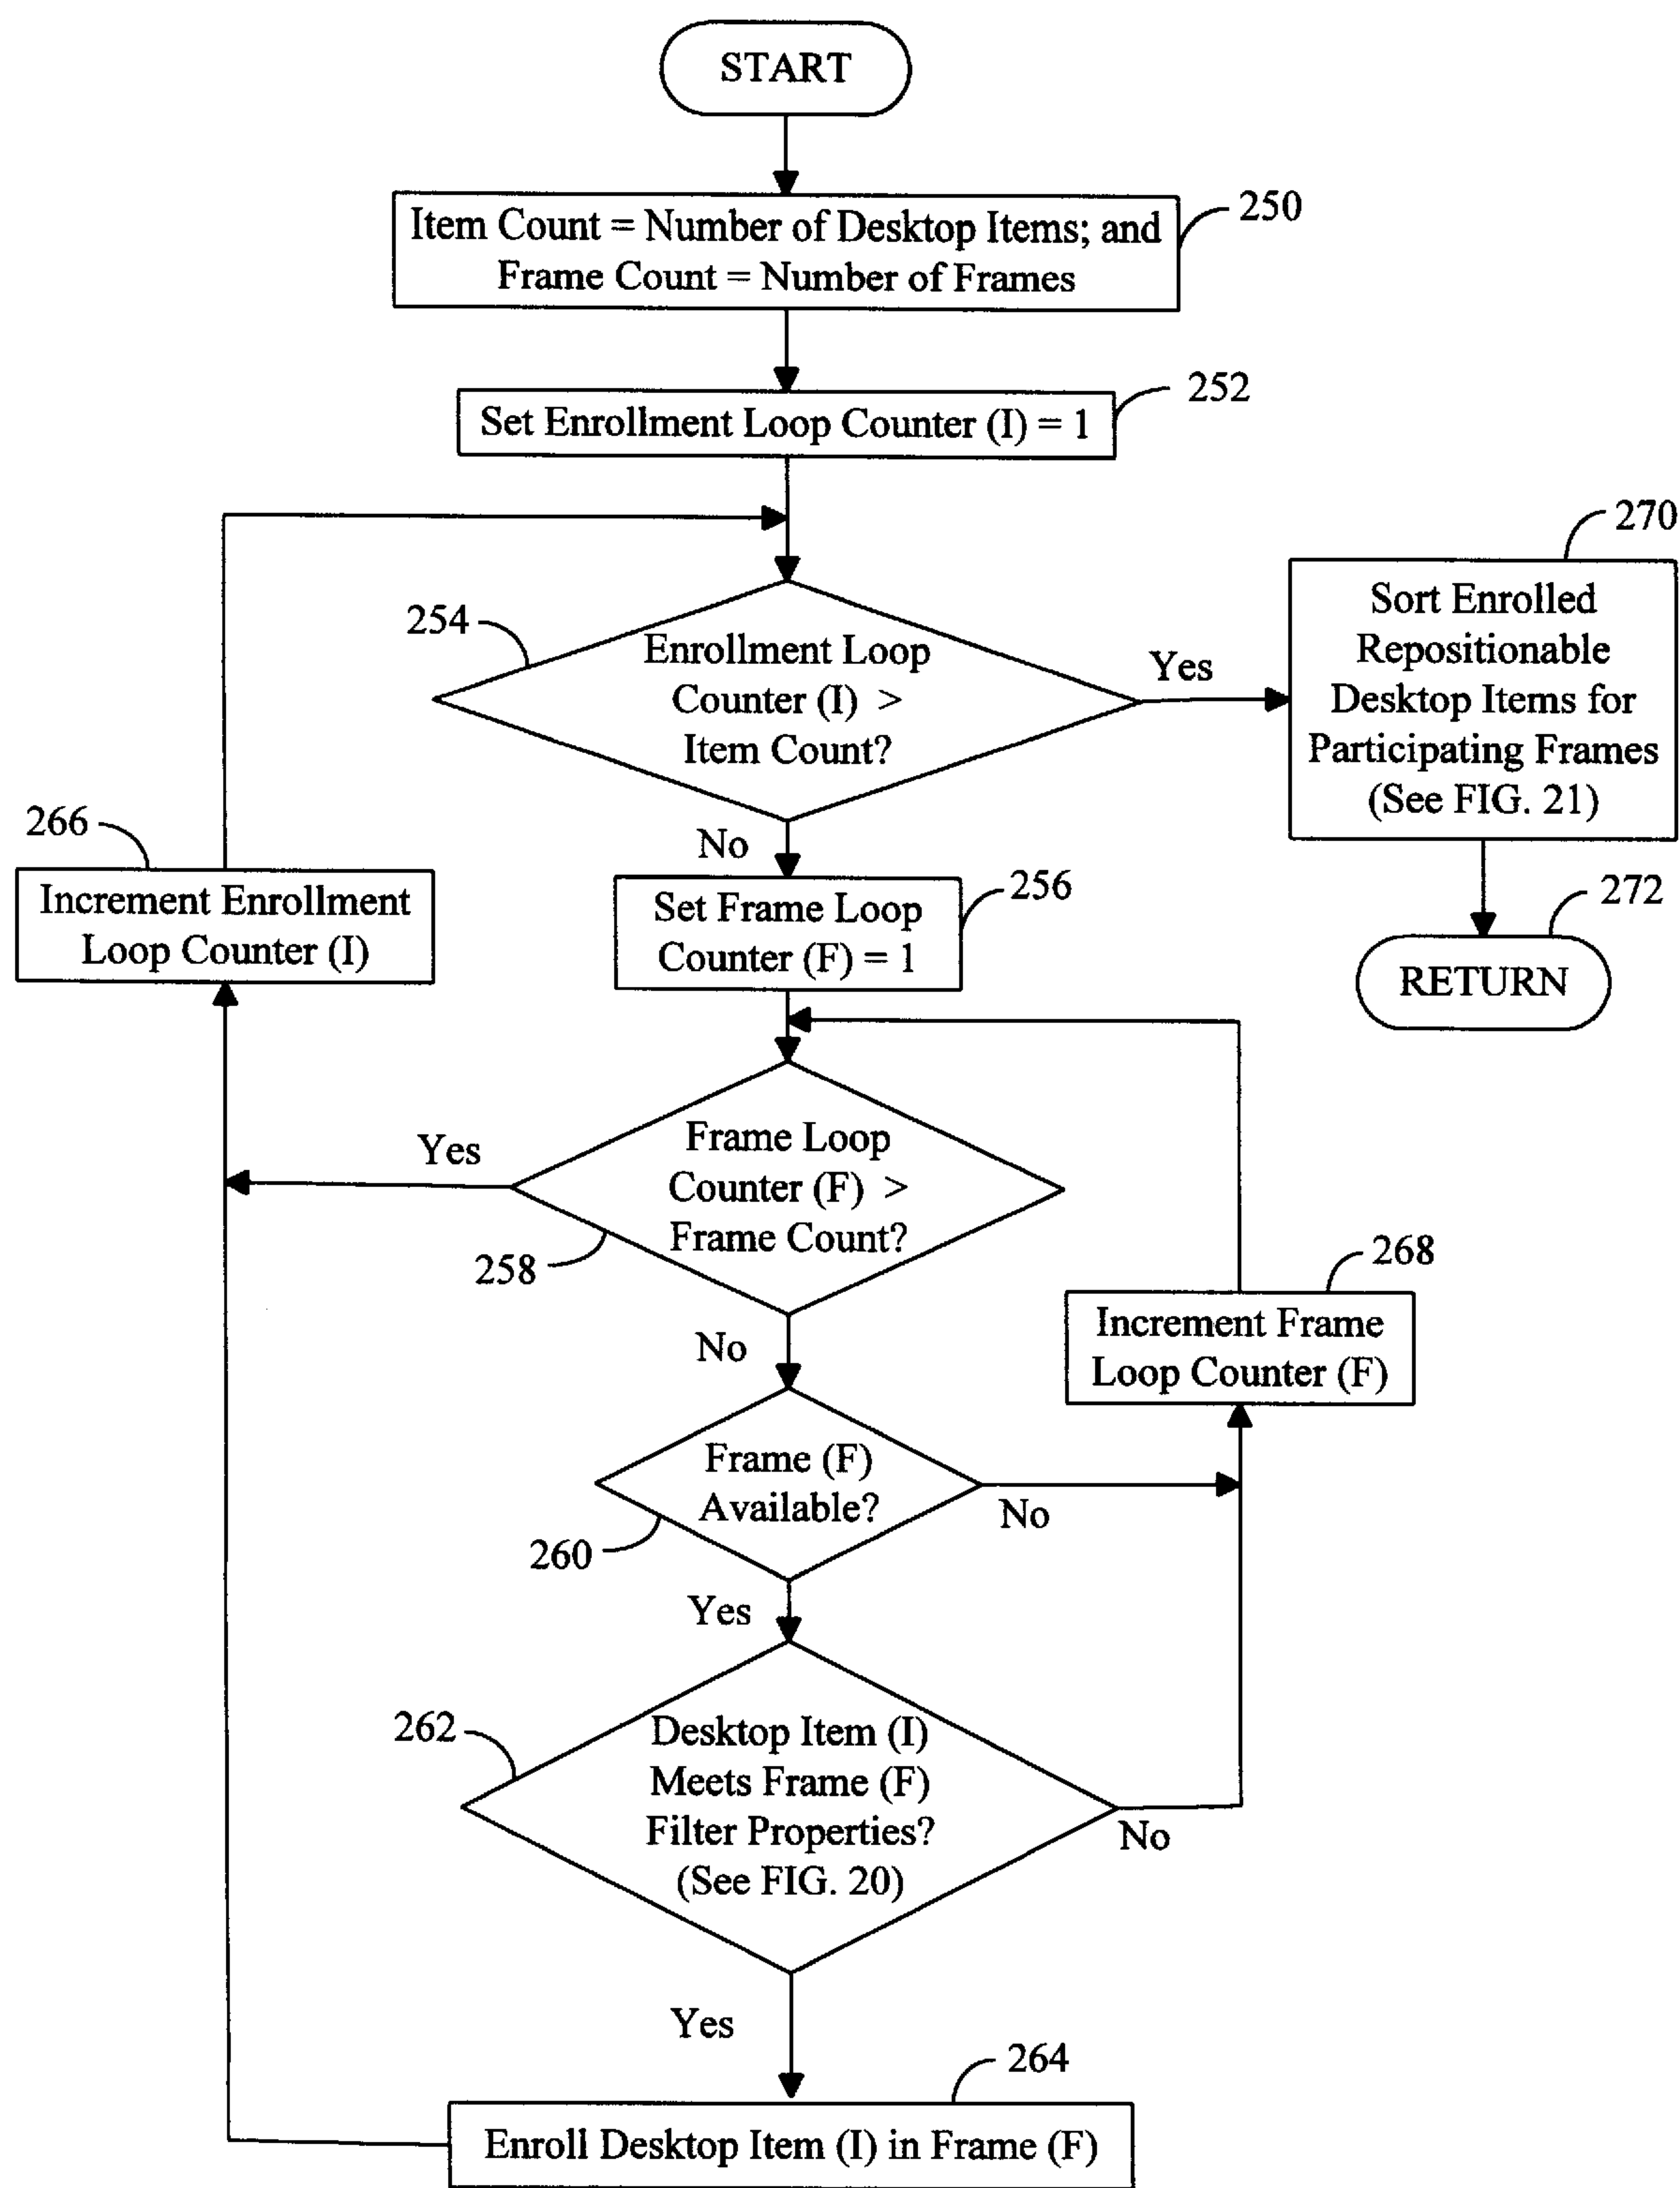 START
Item Count = Number of Desktop Items; and
Frame Count = Number of Frames
250
Set Enrollment Loop Counter (I) = 1
252
254
Enrollment Loop
Counter (I) >
Item Count?
Yes
270
Sort Enrolled
Repositionable
Desktop Items for
Participating Frames
(See FIG. 21)
No
266
Increment Enrollment
Loop Counter (I)
Set Frame Loop
Counter (F) = 1
256
272
RETURN
Yes
Frame Loop
Counter (F) >
Frame Count?
258
268
Increment Frame
Loop Counter (F)
No
Frame (F)
Available?
No
260
Yes
262
Desktop Item (I)
Meets Frame (F)
Filter Properties?
(See FIG. 20)
No
Yes
264
Enroll Desktop Item (I) in Frame (F)